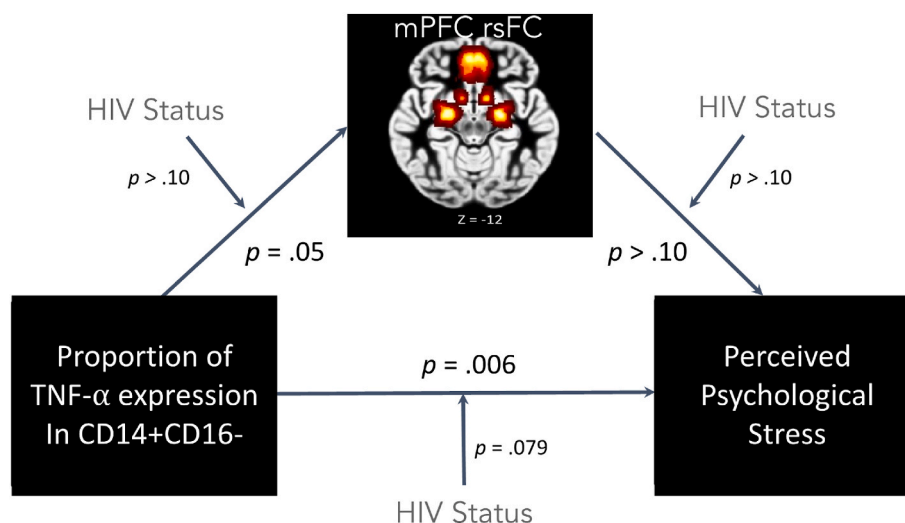 mPFC rsFC
HIV Status
HIV Status
p > .10
p > .10
Z = -12
p = .05
p > .10
Proportion of
TNF-α expression
In CD14+CD16-
p = .006
Perceived
Psychological
Stress
p = .079
HIV Status